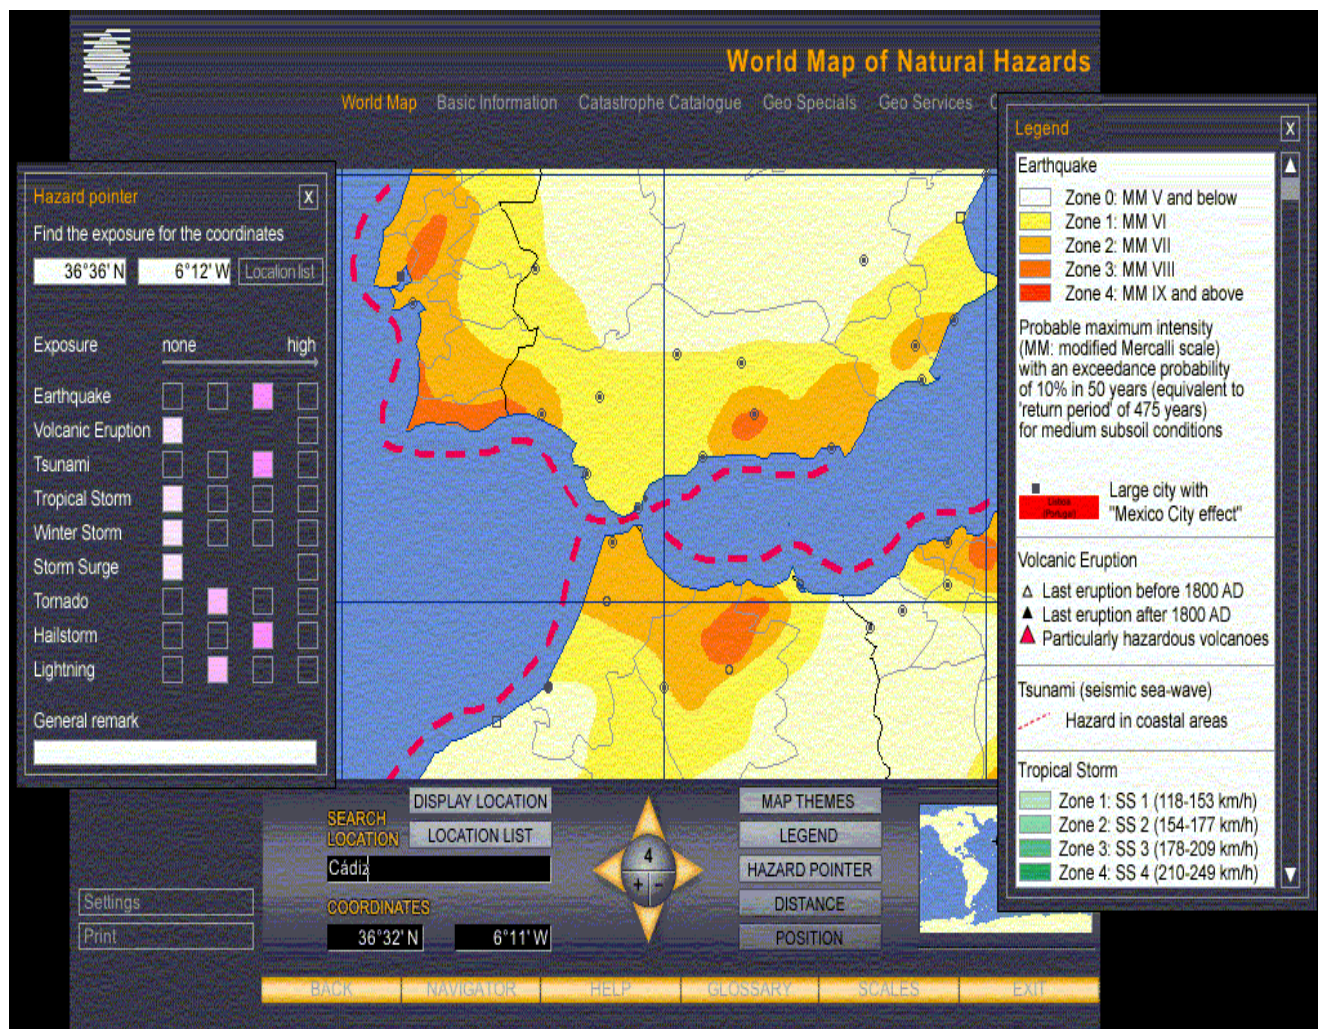 World Map of Natural Hazards
World Map Basic Information Catastrophe Catalogue Geo Specials Geo Services
Hazard pointer X
Find the exposure for the coordinates
36°36' N 6°12' W Location list
Exposure none high
Earthquake
Volcanic Eruption
Tsunami
Tropical Storm
Winter Storm
Storm Surge
Tornado
Hailstorm
Lightning
General remark
Legend X
Earthquake
Zone 0: MM V and below
Zone 1: MM VI
Zone 2: MM VII
Zone 3: MM VIII
Zone 4: MM IX and above
Probable maximum intensity
(MM: modified Mercalli scale)
with an exceedance probability
of 10% in 50 years (equivalent to
'return period' of 475 years)
for medium subsoil conditions
Large city with
"Mexico City effect"
Volcanic Eruption
Last eruption before 1800 AD
Last eruption after 1800 AD
Particularly hazardous volcanoes
Tsunami (seismic sea-wave)
Hazard in coastal areas
Tropical Storm
Zone 1: SS 1 (118-153 km/h)
Zone 2: SS 2 (154-177 km/h)
Zone 3: SS 3 (178-209 km/h)
Zone 4: SS 4 (210-249 km/h)
SEARCH
LOCATION
DISPLAY LOCATION
LOCATION LIST
Cádiz
COORDINATES
36°32' N 6°11' W
4
+ -
MAP THEMES
LEGEND
HAZARD POINTER
DISTANCE
POSITION
Settings
Print
BACK NAVIGATOR HELP GLOSSARY SCALES EXIT